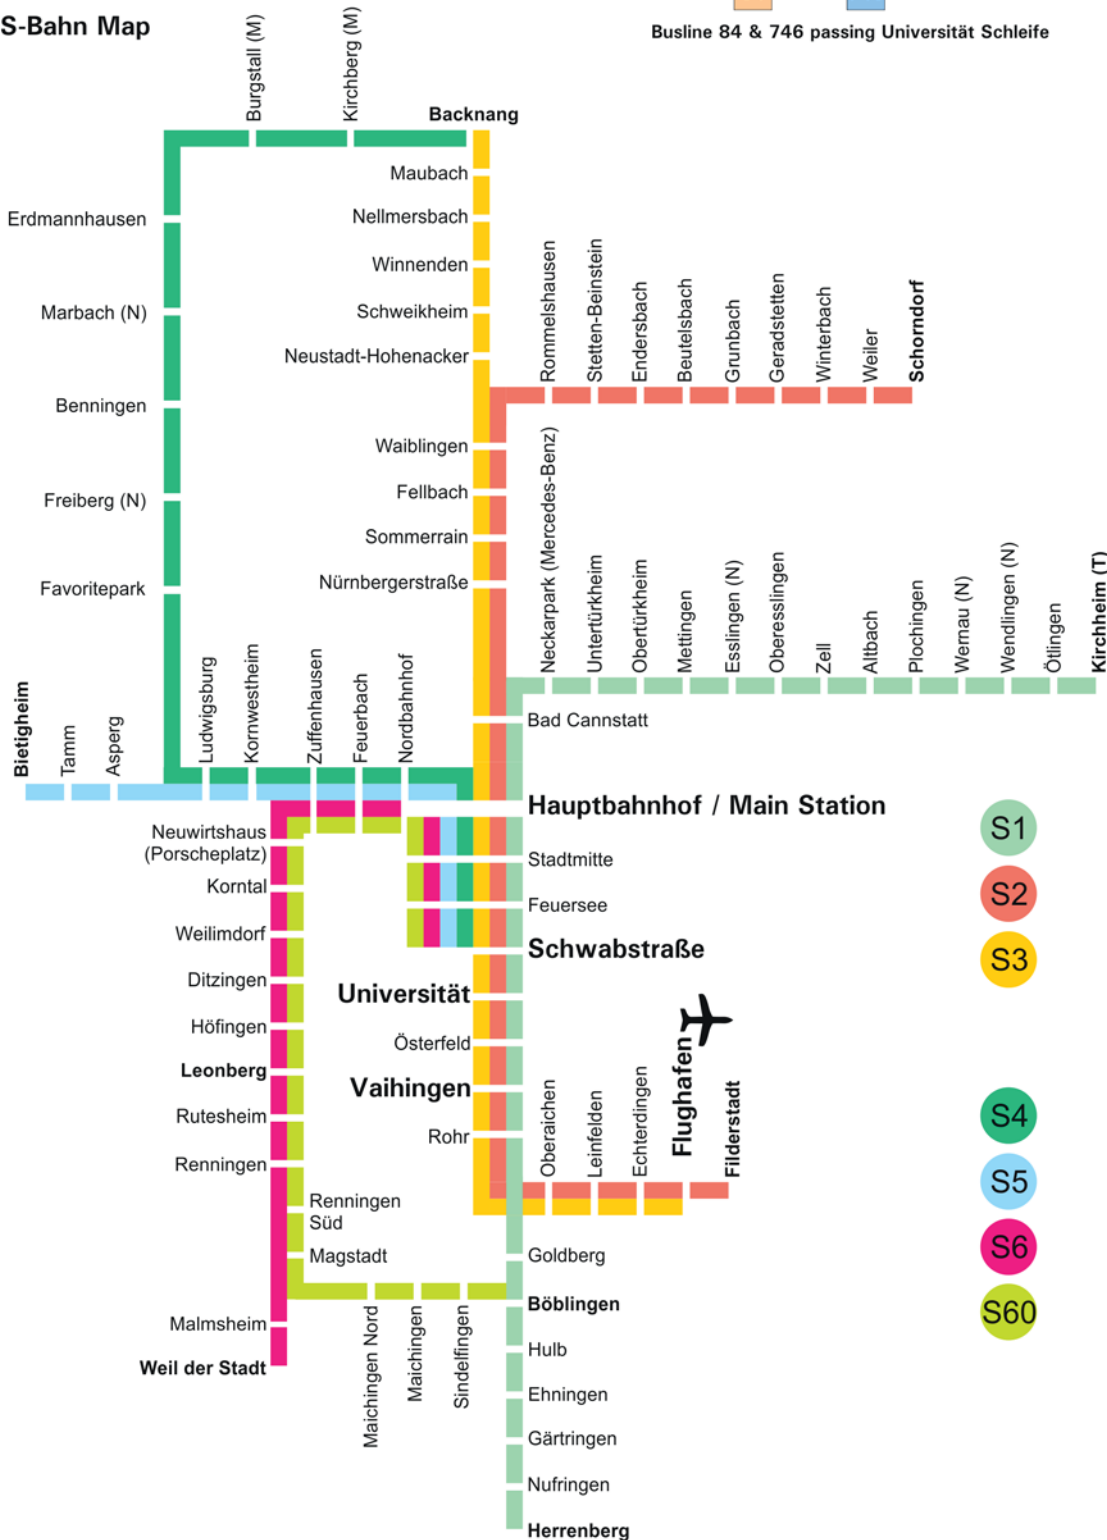 S-Bahn Map
Busline 84 & 746 passing Universität Schleife
Burgstall (M)
Kirchberg (M)
Backnang
Maubach
Nellmersbach
Winnenden
Schweikheim
Neustadt-Hohenacker
Waiblingen
Fellbach
Sommerrain
Nürnbergerstraße
Erdmannhausen
Marbach (N)
Benningen
Freiberg (N)
Favoritepark
Rommelshausen
Stetten-Beinstein
Endersbach
Beutelsbach
Grunbach
Geradstetten
Winterbach
Weiler
Schorndorf
Neckarpark (Mercedes-Benz)
Untertürkheim
Obertürkheim
Mettingen
Esslingen (N)
Oberesslingen
Zell
Altbach
Plochingen
Wernau (N)
Wendlingen (N)
Ötlingen
Kirchheim (T)
Bad Cannstatt
Bietigheim
Tamm
Asperg
Ludwigsburg
Kornwestheim
Zuffenhausen
Feuerbach
Nordbahnhof
Hauptbahnhof / Main Station
Stadtmitte
Feuersee
Schwabstraße
Neuwirtshaus
(Porscheplatz)
Korntal
Weilimdorf
Ditzingen
Höfingen
Leonberg
Rutesheim
Renningen
Renningen
Süd
Magstadt
Malmsheim
Weil der Stadt
Maichingen Nord
Maichingen
Sindelfingen
Universität
Österfeld
Vaihingen
Rohr
Oberaichen
Leinfelden
Echterdingen
Flughafen
Filderstadt
Goldberg
Böblingen
Hulb
Ehningen
Gärtringen
Nufringen
Herrenberg
S1
S2
S3
S4
S5
S6
S60